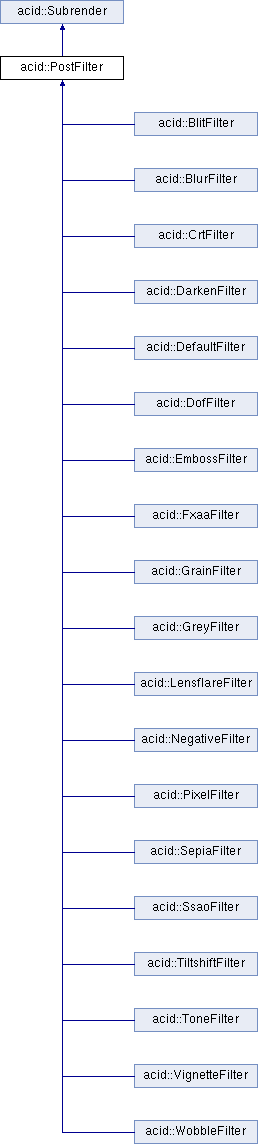 acid::Subrender
acid::PostFilter
acid::BlitFilter
acid::BlurFilter
acid::CrtFilter
acid::DarkenFilter
acid::DefaultFilter
acid::DofFilter
acid::EmbossFilter
acid::FxaaFilter
acid::GrainFilter
acid::GreyFilter
acid::LensflareFilter
acid::NegativeFilter
acid::PixelFilter
acid::SepiaFilter
acid::SsaoFilter
acid::TiltshiftFilter
acid::ToneFilter
acid::VignetteFilter
acid::WobbleFilter